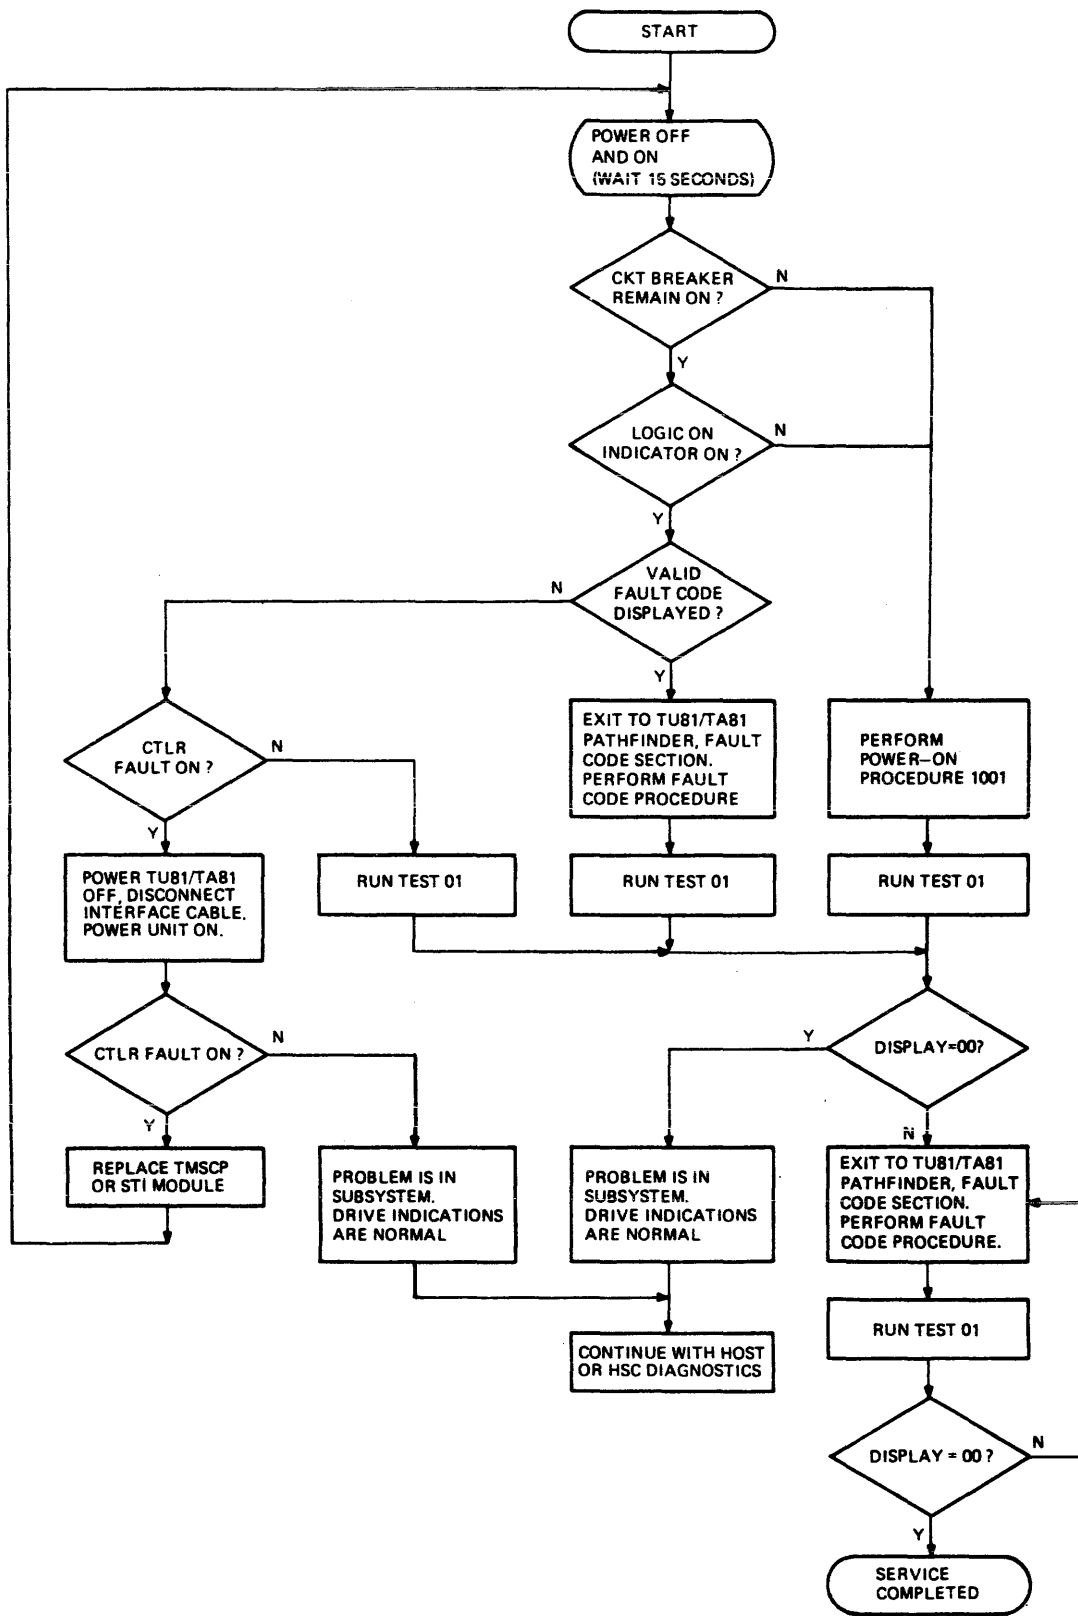 START
POWER OFF
AND ON
(WAIT 15 SECONDS)
CKT BREAKER
REMAIN ON ?
N
Y
LOGIC ON
INDICATOR ON ?
N
Y
VALID
FAULT CODE
DISPLAYED ?
N
Y
CTLR
FAULT ON ?
N
Y
EXIT TO TU81/TA81
PATHFINDER, FAULT
CODE SECTION.
PERFORM FAULT
CODE PROCEDURE
PERFORM
POWER-ON
PROCEDURE 1001
POWER TU81/TA81
OFF, DISCONNECT
INTERFACE CABLE.
POWER UNIT ON.
RUN TEST 01
RUN TEST 01
RUN TEST 01
CTLR FAULT ON ?
N
Y
DISPLAY=00?
Y
N
REPLACE TMSCP
OR STI MODULE
PROBLEM IS IN
SUBSYSTEM.
DRIVE INDICATIONS
ARE NORMAL
PROBLEM IS IN
SUBSYSTEM.
DRIVE INDICATIONS
ARE NORMAL
EXIT TO TU81/TA81
PATHFINDER, FAULT
CODE SECTION.
PERFORM FAULT
CODE PROCEDURE.
CONTINUE WITH HOST
OR HSC DIAGNOSTICS
RUN TEST 01
DISPLAY = 00 ?
N
Y
SERVICE
COMPLETED